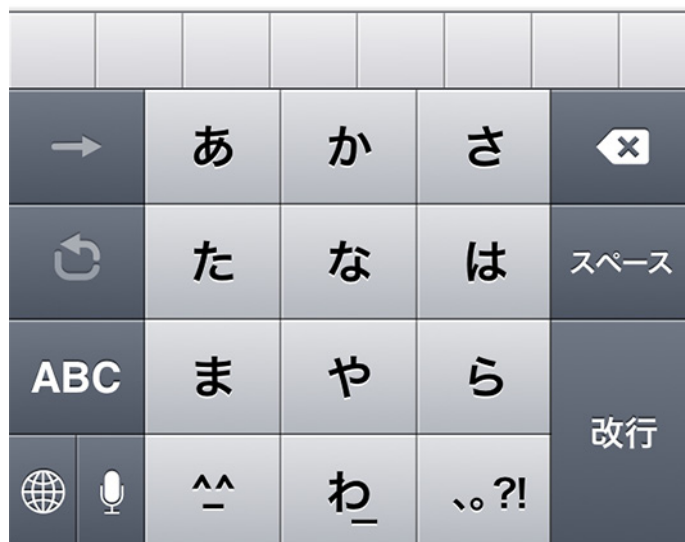 → あ か さ
た な は スペース
ABC ま や ら
改行
^_^ わ_ 、。?!